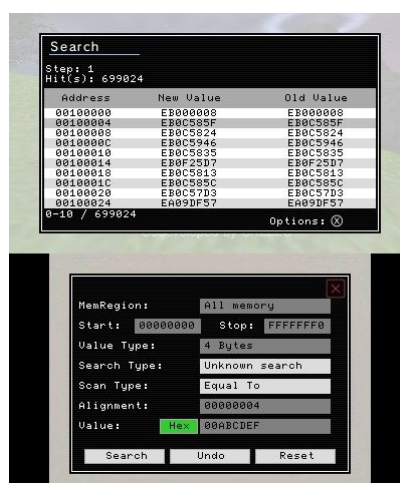 Search
Step: 1
Hit(s): 699024
Address New Value Old Value
00100000 EB000008 EB000008
00100004 EB0C585F EB0C585F
00100008 EB0C5824 EB0C5824
0010000C EB0C5946 EB0C5946
00100010 EB0C5835 EB0C5835
00100014 EB0F25D7 EB0F25D7
00100018 EB0C5813 EB0C5813
0010001C EB0C585C EB0C585C
00100020 EB0C57D3 EB0C57D3
00100024 EA09DF57 EA09DF57
0-10 / 699024
Options: Ⓧ
MemRegion: All memory
Start: 00000000 Stop: FFFFFFF0
Value Type: 4 Bytes
Search Type: Unknown search
Scan Type: Equal To
Alignment: 00000004
Value: Hex 00ABCDEF
Search Undo Reset